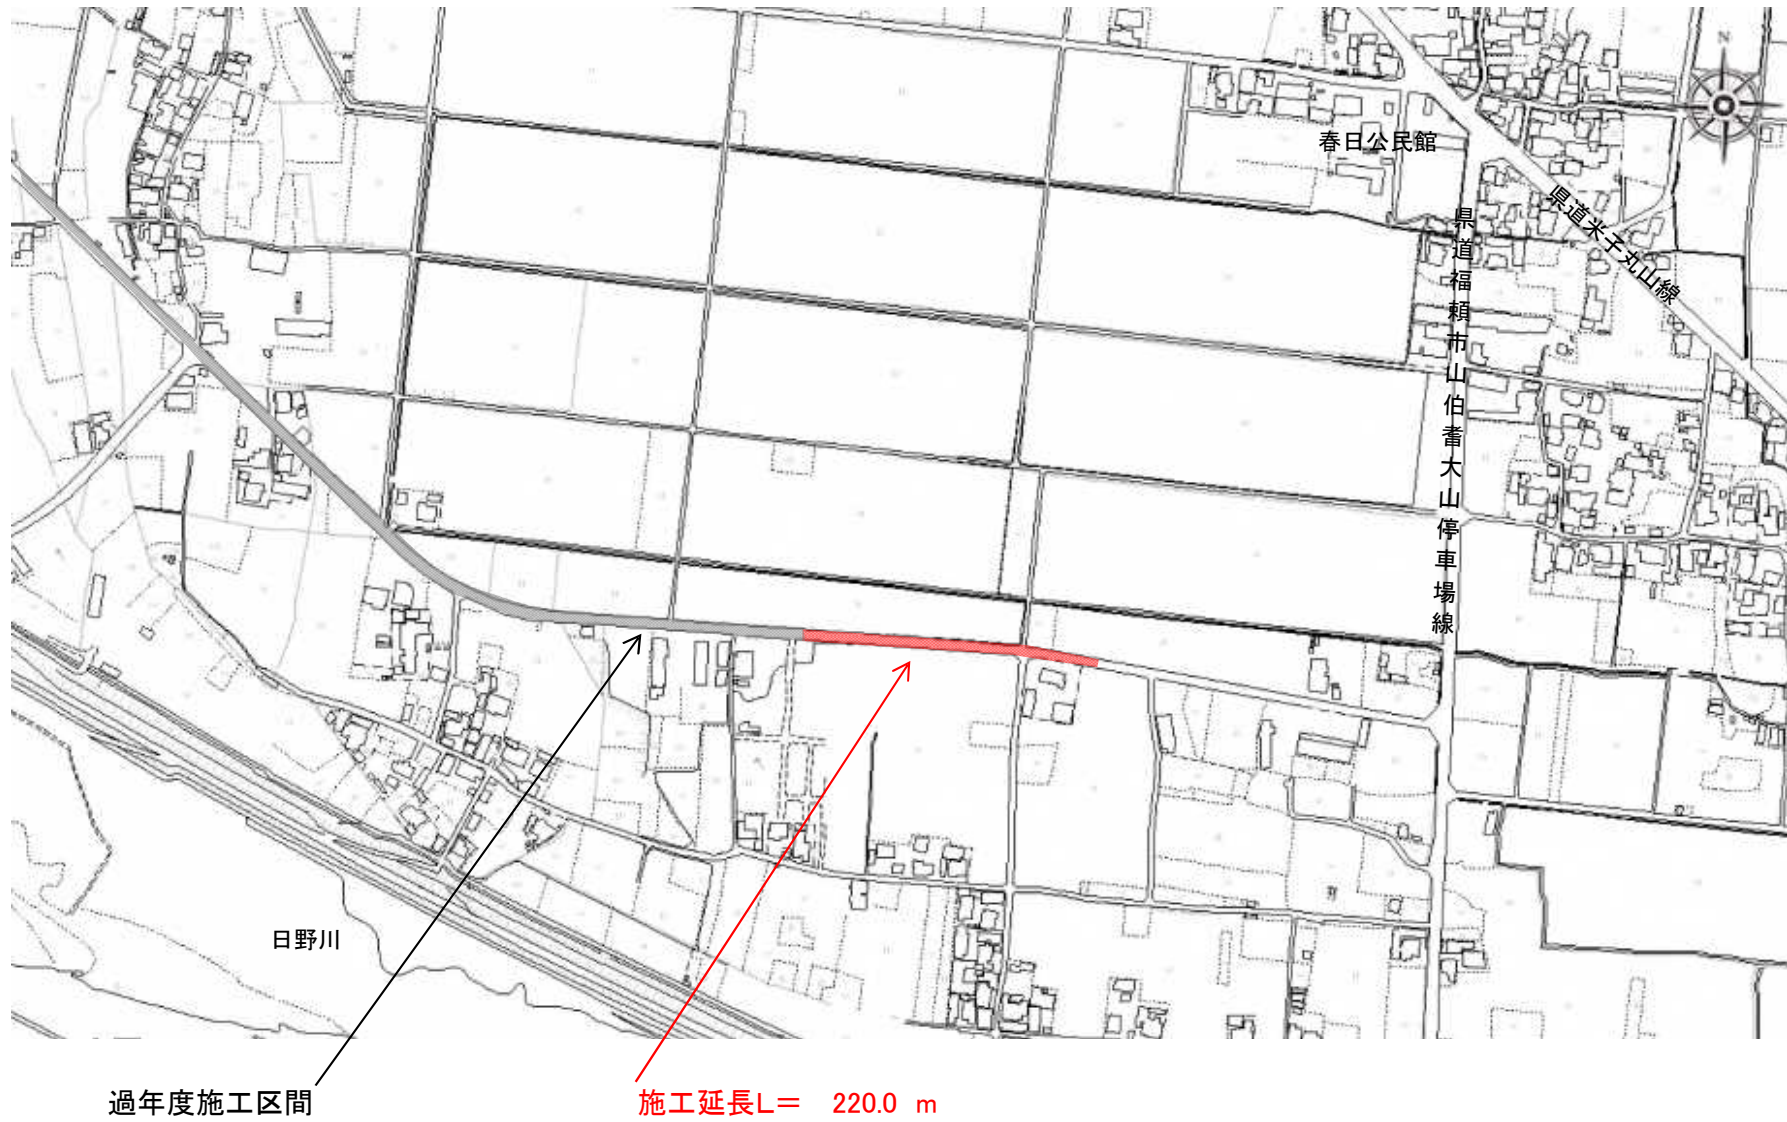 N
春日公民館
県道米子丸山線
県道福頼市山伯耆大山停車場線
日野川
過年度施工区間
施工延長L＝ 220.0 m